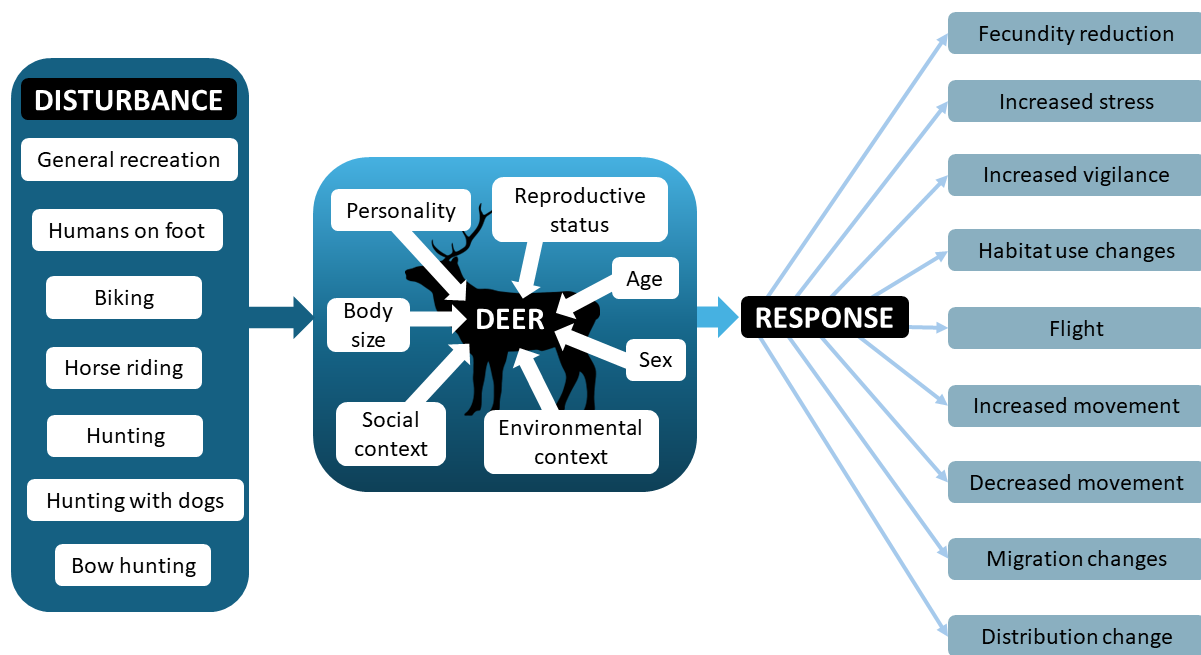 DISTURBANCE
General recreation
Humans on foot
Biking
Horse riding
Hunting
Hunting with dogs
Bow hunting
Personality
Reproductive
status
Age
Body
size
DEER
Sex
Social
context
Environmental
context
RESPONSE
Fecundity reduction
Increased stress
Increased vigilance
Habitat use changes
Flight
Increased movement
Decreased movement
Migration changes
Distribution change